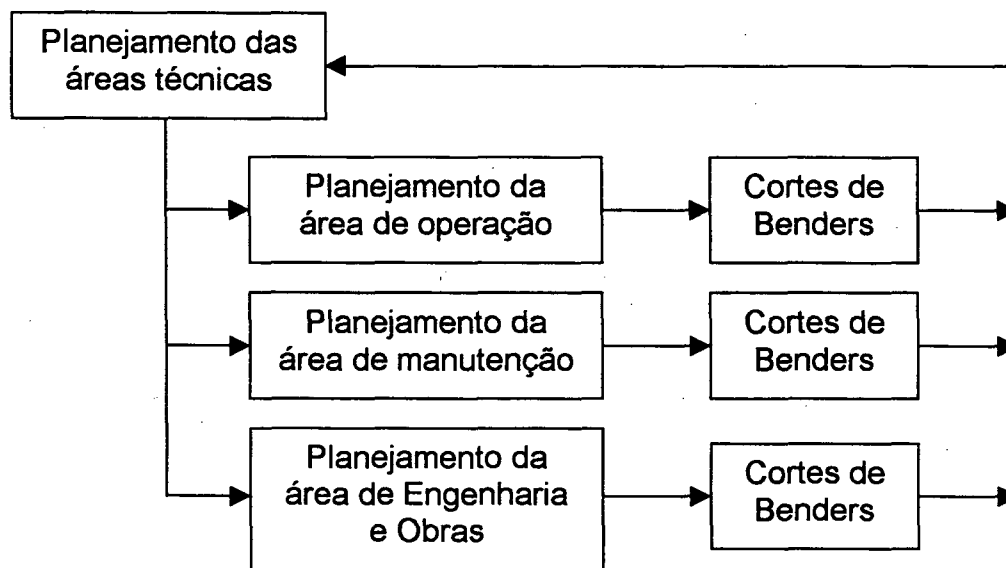 Planejamento das
áreas técnicas
Planejamento da
área de operação
Cortes de
Benders
Planejamento da
área de manutenção
Cortes de
Benders
Planejamento da
área de Engenharia
e Obras
Cortes de
Benders